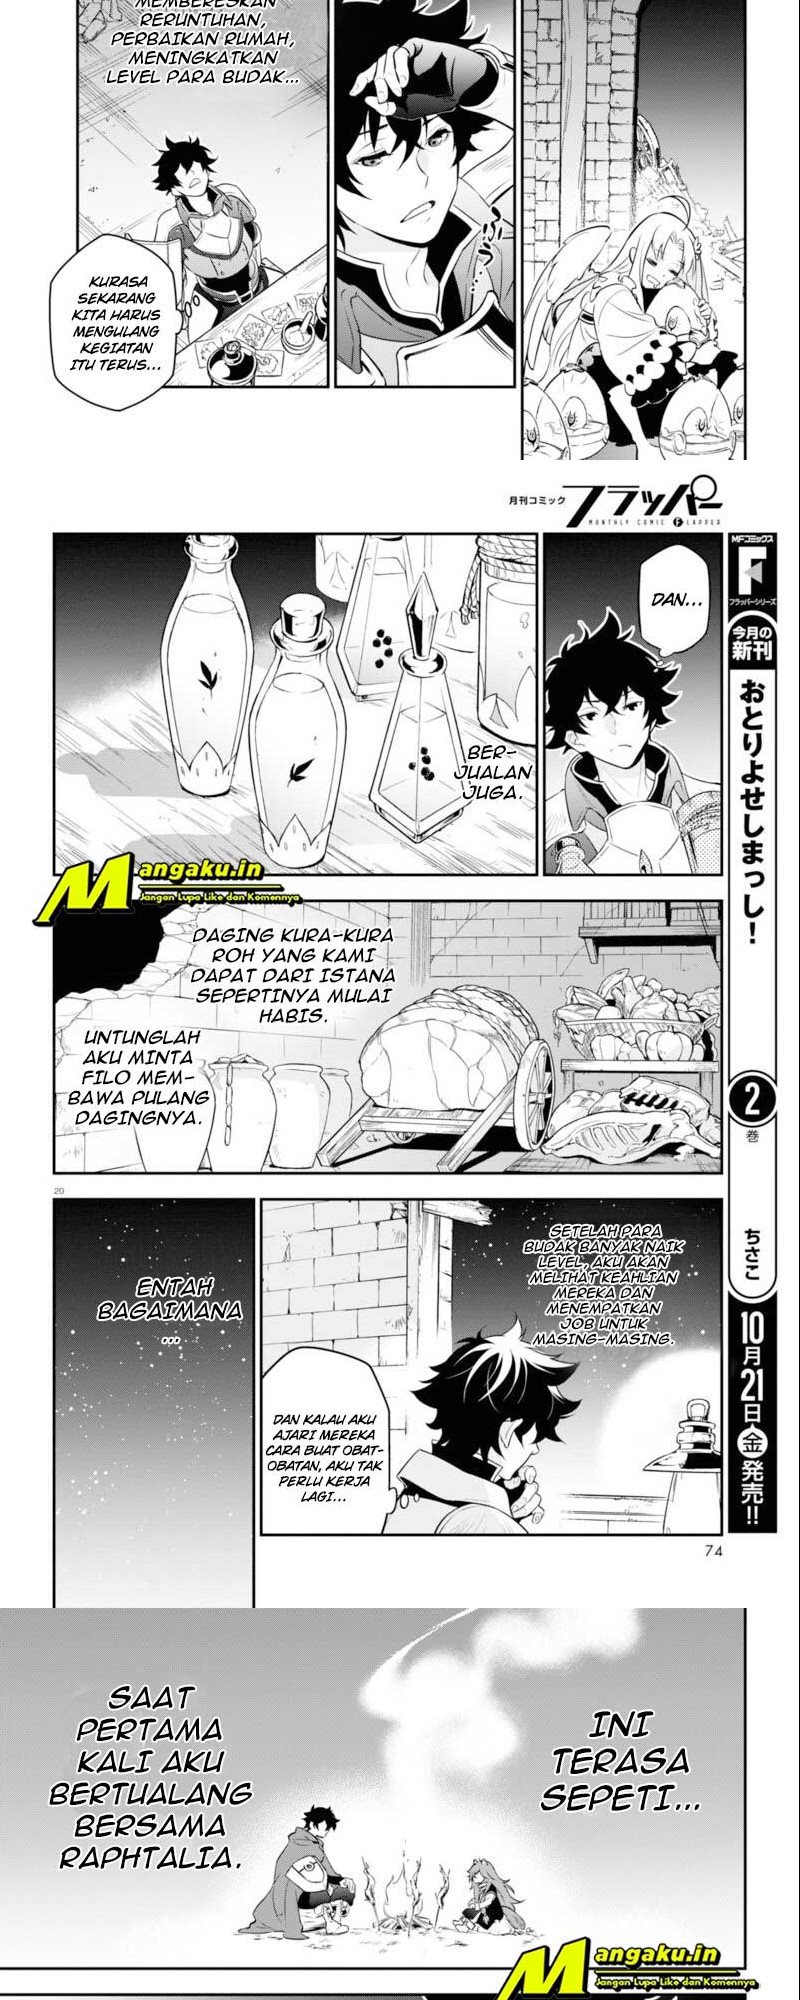 MEMBERESKAN
RERUNTUHAN,
PERBAIKAN RUMAH,
MENINGKATKAN
LEVEL PARA BUDAK...
ふぅ
KURASA
SEKARANG
KITA HARUS
MENGULANG
KEGIATAN
ITU TERUS...
月刊コミック
フラッパー
MONTHLY COMIC FLAPPER
MFコミックス
F
フラッパーシリーズ
今月の
新刊
おとりよせしまっし！
2
巻
ちさこ
10月21日(金)発売!!
DAN...
BER-
JUALAN
JUGA.
Mangaku.in
Jangan Lupa Like dan Komennya
DAGING KURA-KURA
ROH YANG KAMI
DAPAT DARI ISTANA
SEPERTINYA MULAI
HABIS.
UNTUNGLAH
AKU MINTA
FILO MEM-
BAWA PULANG
DAGINGNYA.
20
SETELAH PARA
BUDAK BANYAK NAIK
LEVEL, AKU AKAN
MELIHAT KEAHLIAN
MEREKA DAN
MENEMPATKAN
JOB UNTUK
MASING-MASING.
DAN KALAU AKU
AJARI MEREKA
CARA BUAT OBAT-
OBATAN, AKU TAK
PERLU KERJA
LAGI...
ENTAH
BAGAIMANA
...
74
INI
TERASA
SEPETI...
SAAT
PERTAMA
KALI AKU
BERTUALANG
BERSAMA
RAPHTALIA.
Mangaku.in
Jangan Lupa Like dan Komennya